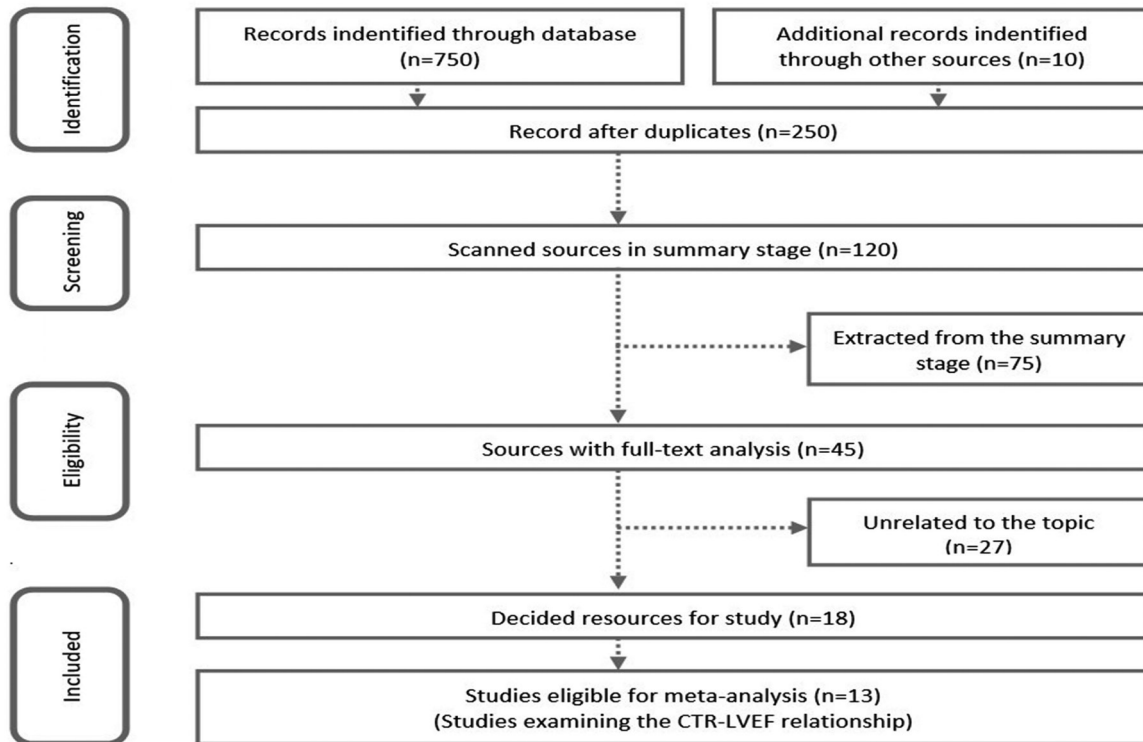 Identification
Records indentified through database
(n=750)
Additional records indentified
through other sources (n=10)
Record after duplicates (n=250)
Screening
Scanned sources in summary stage (n=120)
Extracted from the summary
stage (n=75)
Eligibility
Sources with full-text analysis (n=45)
Unrelated to the topic
(n=27)
Included
Decided resources for study (n=18)
Studies eligible for meta-analysis (n=13)
(Studies examining the CTR-LVEF relationship)